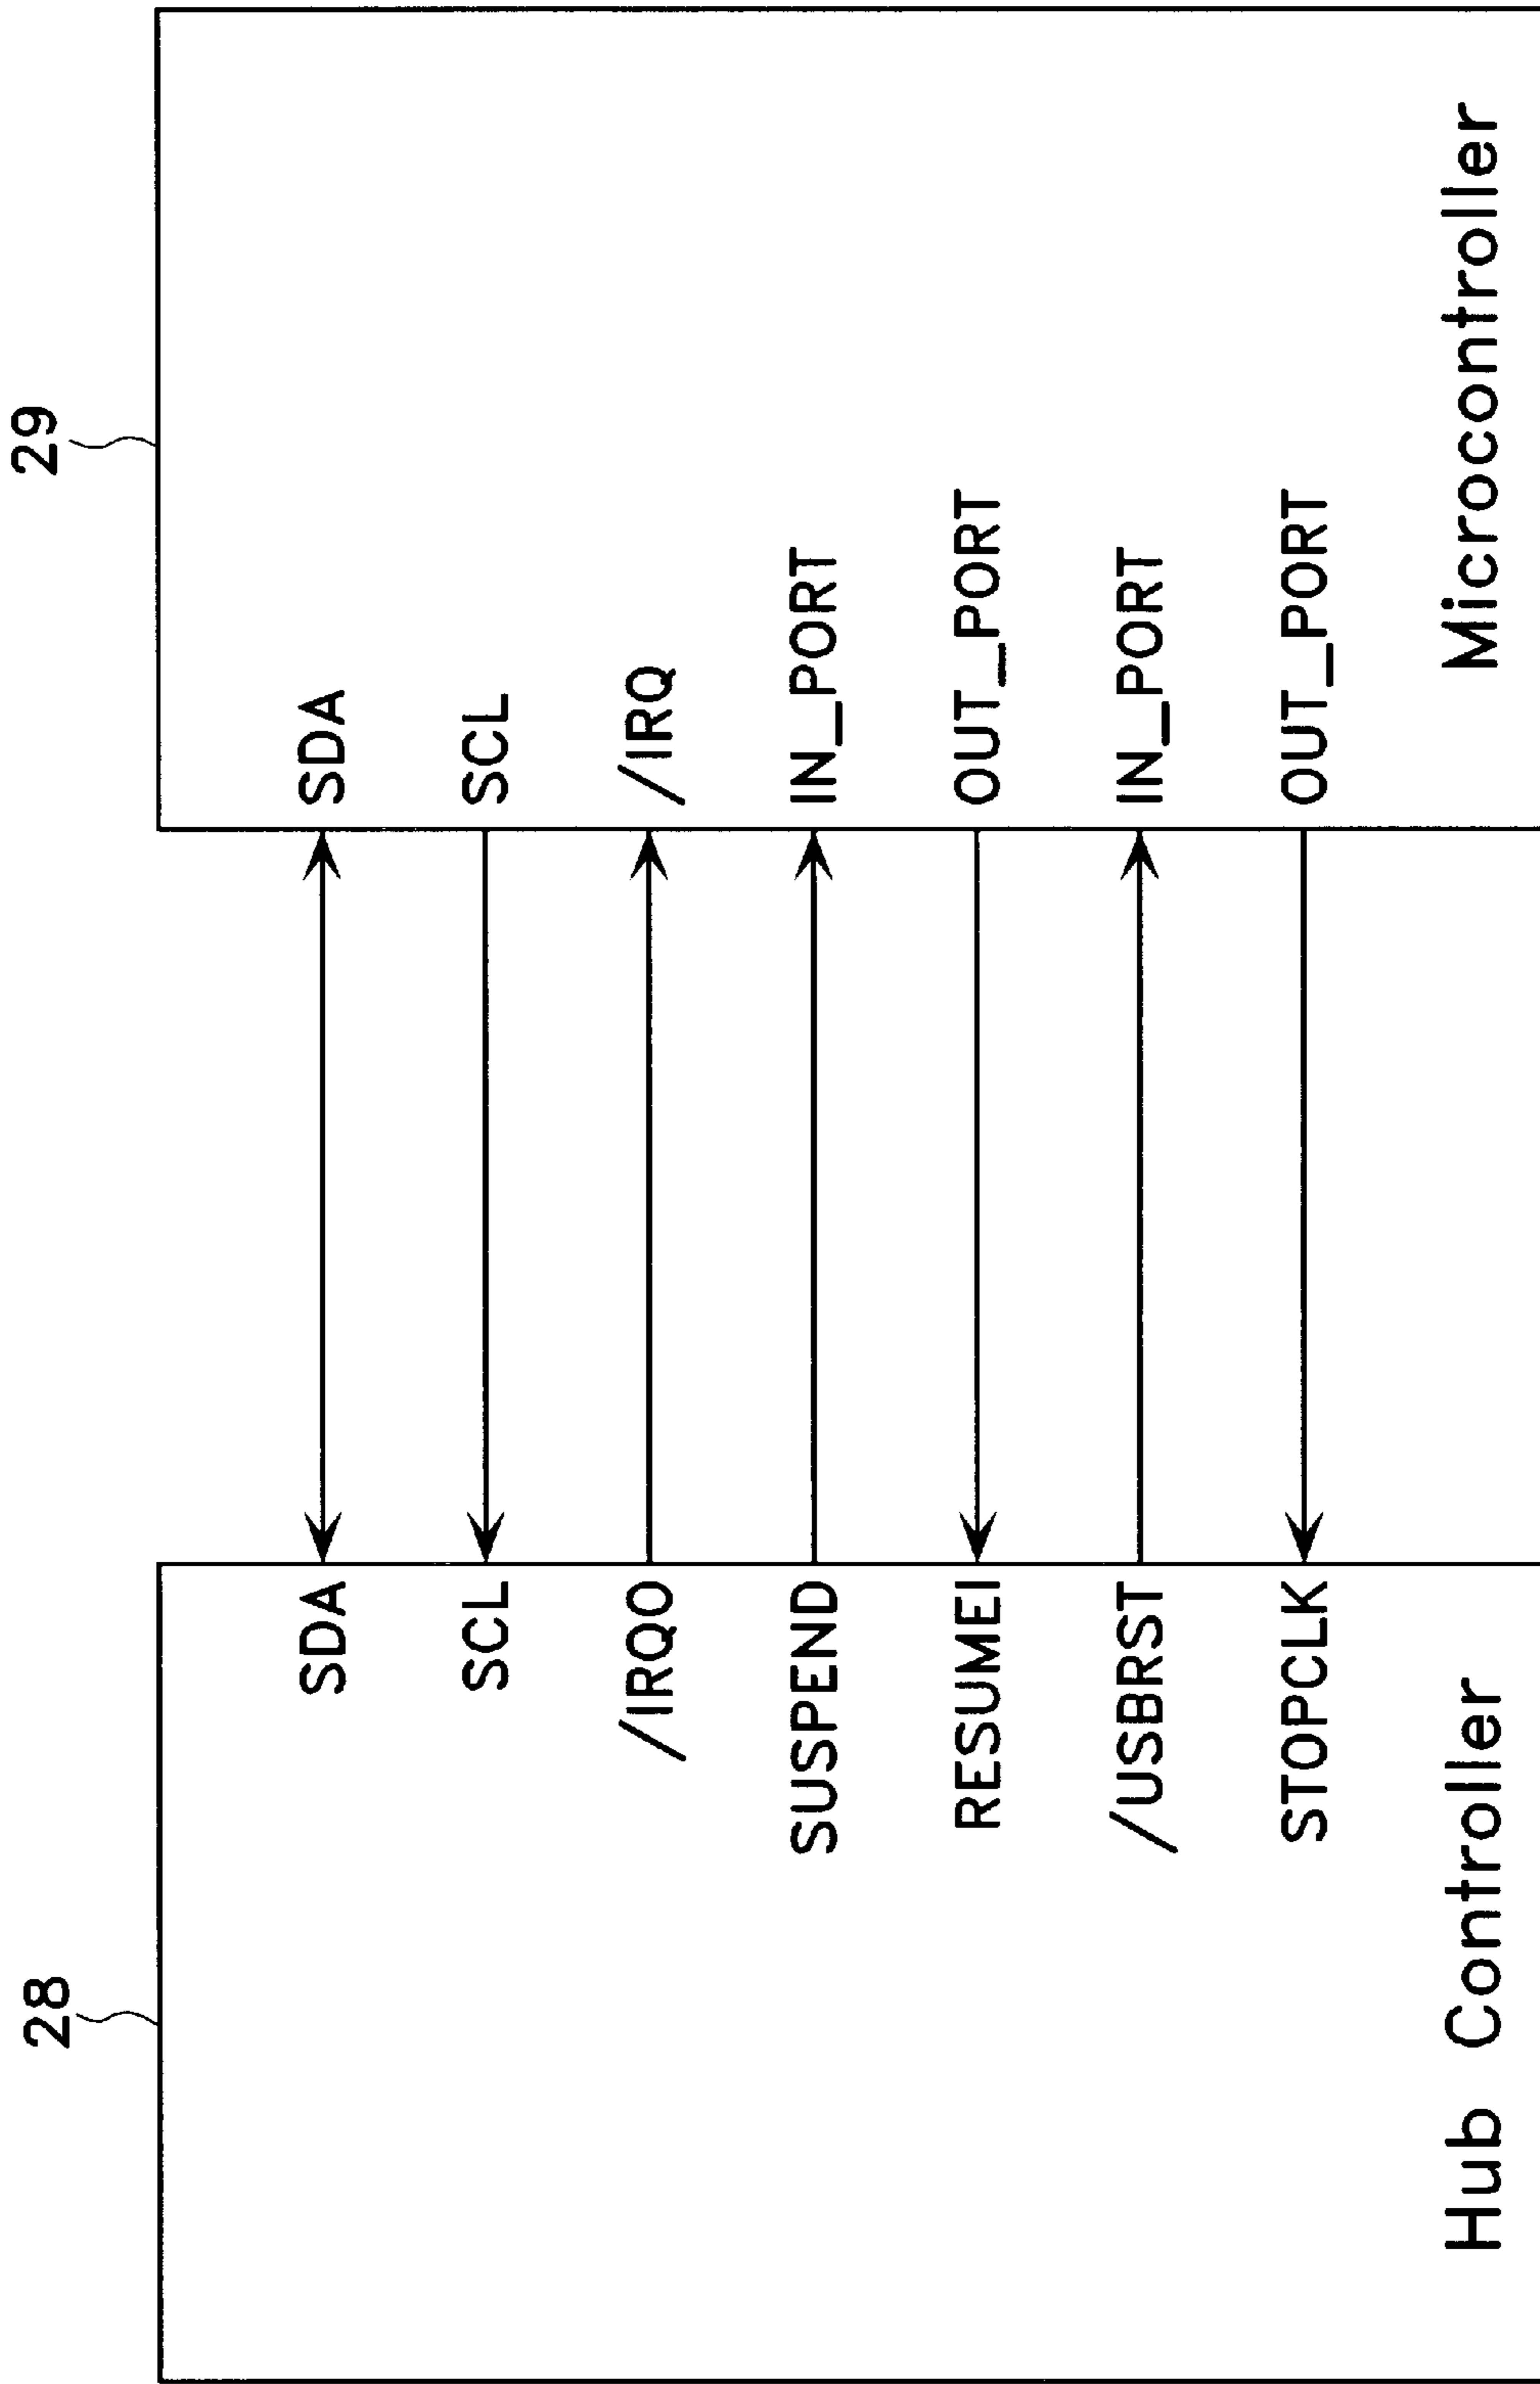 28
29
SDA
SDA
SCL
SCL
/IRQO
/IRQ
SUSPEND
IN_PORT
RESUMEI
OUT_PORT
/USBRST
IN_PORT
STOPCLK
OUT_PORT
Hub Controller
Microcontroller